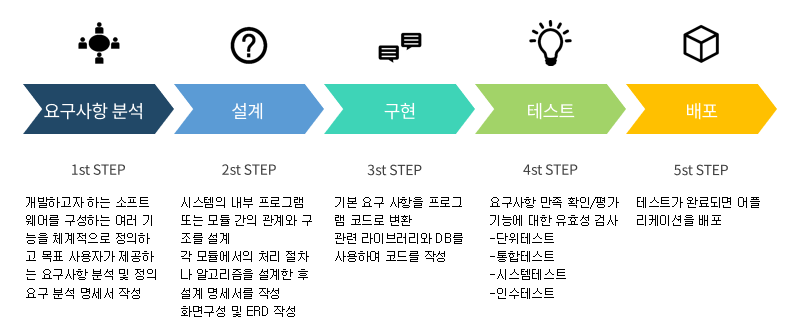 요구사항 분석
설계
구현
테스트
배포
1st STEP
2st STEP
3st STEP
4st STEP
5st STEP
개발하고자 하는 소프트
웨어를 구성하는 여러 기
능을 체계적으로 정의하
고 목표 사용자가 제공하
는 요구사항 분석 및 정의
요구 분석 명세서 작성
시스템의 내부 프로그램
또는 모듈 간의 관계와 구
조를 설계
각 모듈에서의 처리 절차
나 알고리즘을 설계한 후
설계 명세서를 작성
화면구성 및 ERD 작성
기본 요구 사항을 프로그
램 코드로 변환
관련 라이브러리와 DB를
사용하여 코드를 작성
요구사항 만족 확인/평가
기능에 대한 유효성 검사
-단위테스트
-통합테스트
-시스템테스트
-인수테스트
테스트가 완료되면 어플
리케이션을 배포